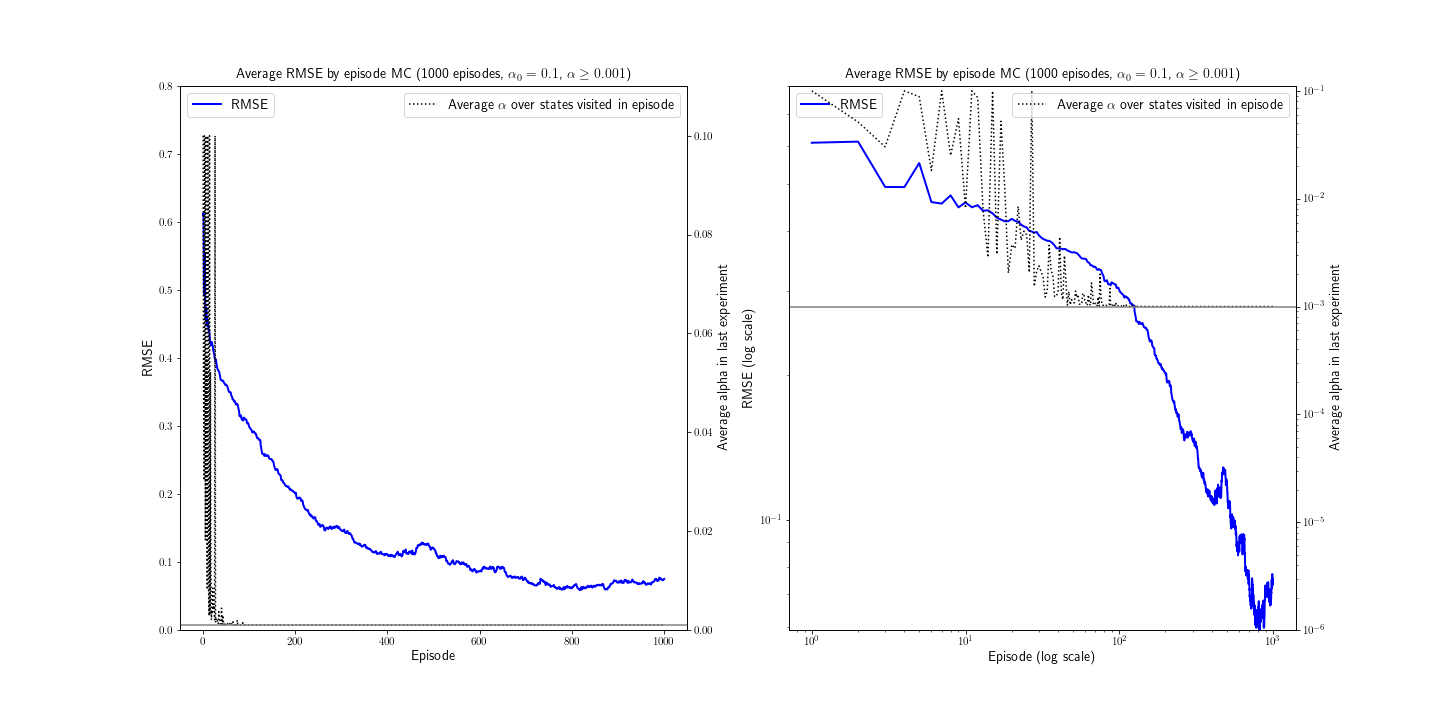 Average RMSE by episode MC (1000 episodes, α₀ = 0.1, α ≥ 0.001)
RMSE
Average α over states visited in episode
0.8
0.7
0.6
0.5
0.4
0.3
0.2
0.1
0.0
RMSE
0.10
0.08
0.06
0.04
0.02
0.00
Average alpha in last experiment
0
200
400
600
800
1000
Episode
Average RMSE by episode MC (1000 episodes, α₀ = 0.1, α ≥ 0.001)
RMSE
Average α over states visited in episode
10⁻¹
RMSE (log scale)
10⁻¹
10⁻²
10⁻³
10⁻⁴
10⁻⁵
10⁻⁶
Average alpha in last experiment
10⁰
10¹
10²
10³
Episode (log scale)